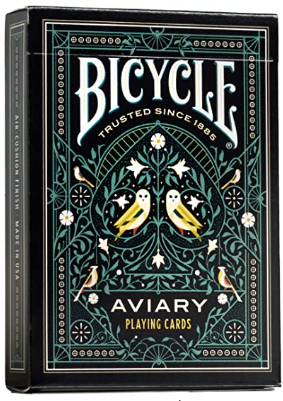 BICYCLE®
TRUSTED SINCE 1885
AVIARY
PLAYING CARDS
AIR-CUSHION FINISH · MADE IN USA